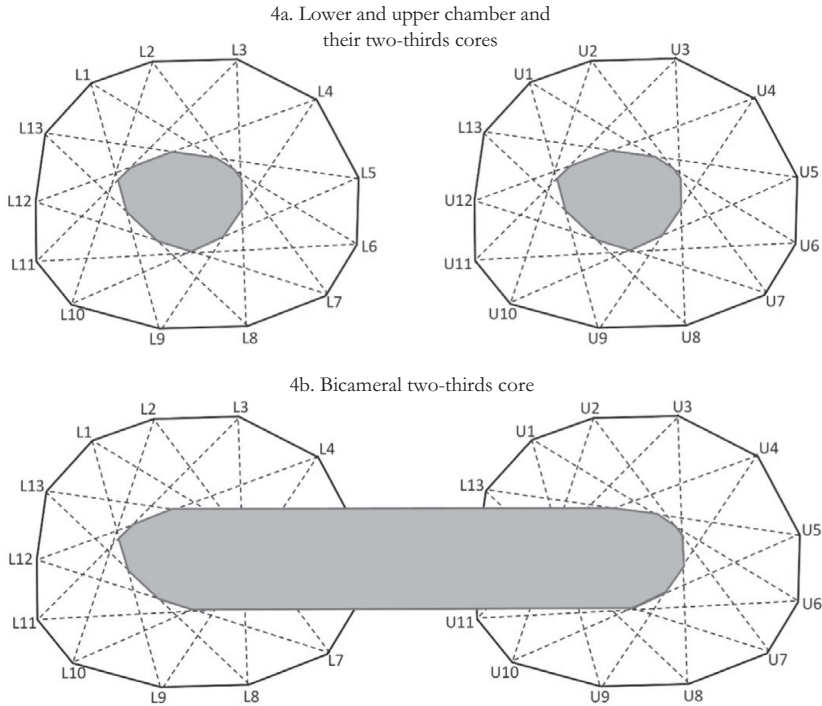 4a. Lower and upper chamber and
their two-thirds cores
L1
L2
L3
L4
L5
L6
L7
L8
L9
L10
L11
L12
L13
U1
U2
U3
U4
U5
U6
U7
U8
U9
U10
U11
U12
L13
4b. Bicameral two-thirds core
L1
L2
L3
L4
L7
L8
L9
L10
L11
L12
L13
U1
U2
U3
U4
U5
U6
U7
U8
U9
U10
U11
L13